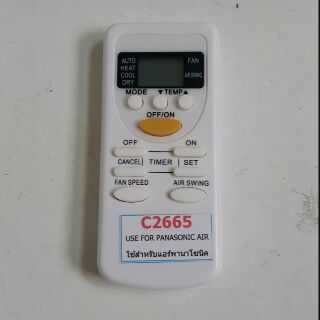 AUTO FAN
HEAT
COOL AIR SWING
DRY
MODE ▼TEMP▲
OFF/ON
OFF ON
CANCEL TIMER SET
FAN SPEED AIR SWING
C2665
USE FOR PANASONIC AIR
ใช้สำหรับแอร์พานาโซนิค